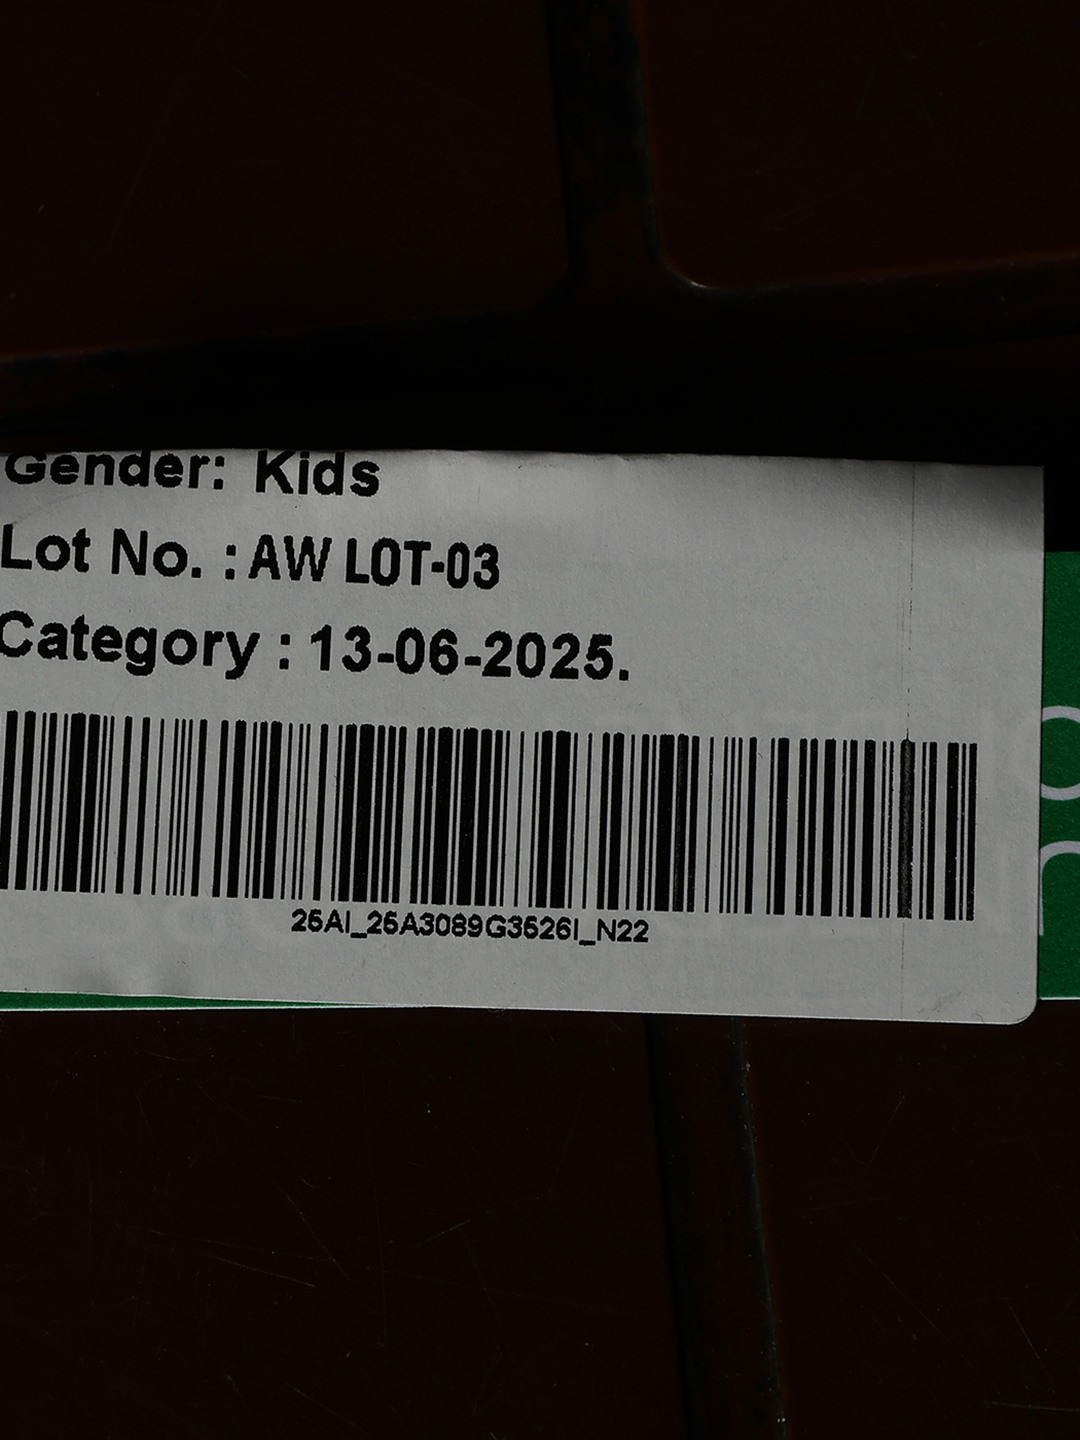 Gender: Kids
Lot No. : AW LOT-03
Category : 13-06-2025.
25AI_25A3089G3526I_N22